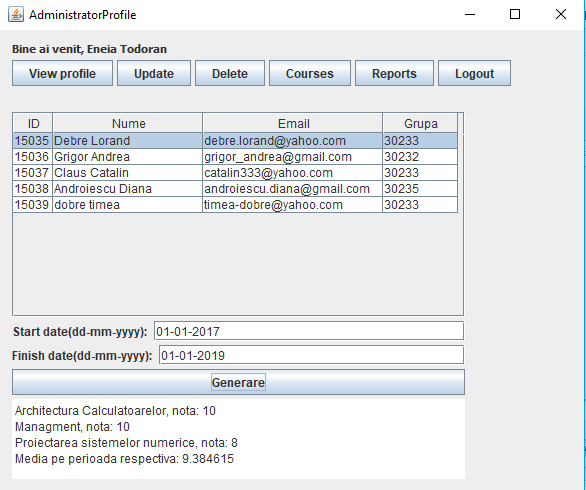 AdministratorProfile
Bine ai venit, Eneia Todoran
View profile Update Delete Courses Reports Logout
ID Nume Email Grupa
15035 Debre Lorand debre.lorand@yahoo.com 30233
15036 Grigor Andrea grigor_andrea@gmail.com 30232
15037 Claus Catalin catalin333@yahoo.com 30233
15038 Androiescu Diana androiescu.diana@gmail.com 30235
15039 dobre timea timea-dobre@yahoo.com 30233
Start date(dd-mm-yyyy): 01-01-2017
Finish date(dd-mm-yyyy): 01-01-2019
Generare
Architectura Calculatoarelor, nota: 10
Managment, nota: 10
Proiectarea sistemelor numerice, nota: 8
Media pe perioada respectiva: 9.384615